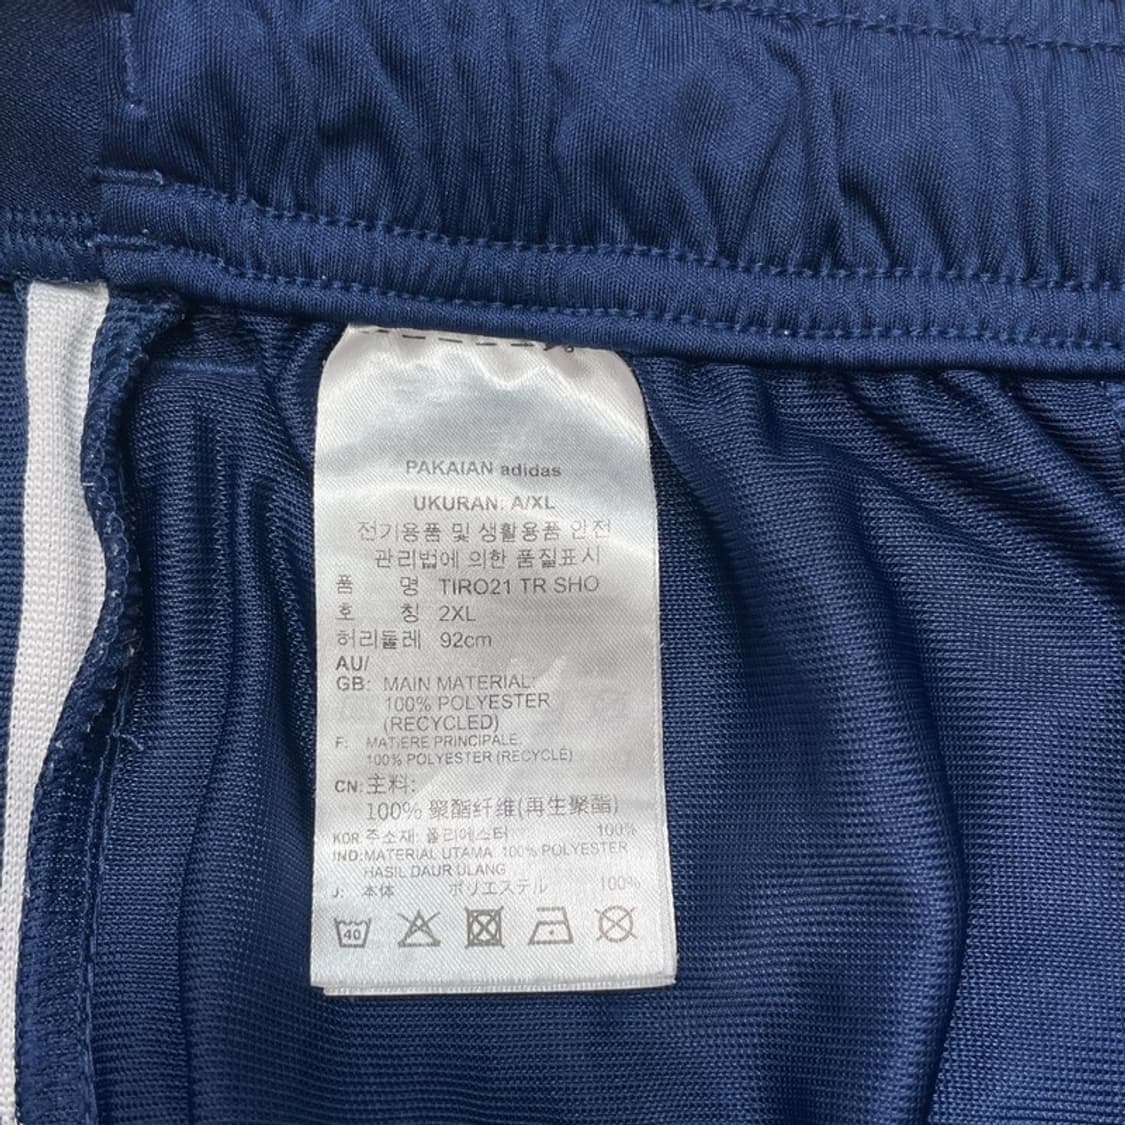 PAKAIAN adidas
UKURAN: A/XL
전기용품 및 생활용품 안전
관리법에 의한 품질표시
품 명 TIRO21 TR SHO
호 칭 2XL
허리둘레 92cm
AU/
GB: MAIN MATERIAL:
100% POLYESTER
(RECYCLED)
F: MATIERE PRINCIPALE:
100% POLYESTER (RECYCLÉ)
CN: 主料:
100% 聚酯纤维(再生聚酯)
KOR 주소재: 폴리에스터 100%
IND: MATERIAL UTAMA: 100% POLYESTER
HASIL DAUR ULANG
J: 本体 ポリエステル 100%
40